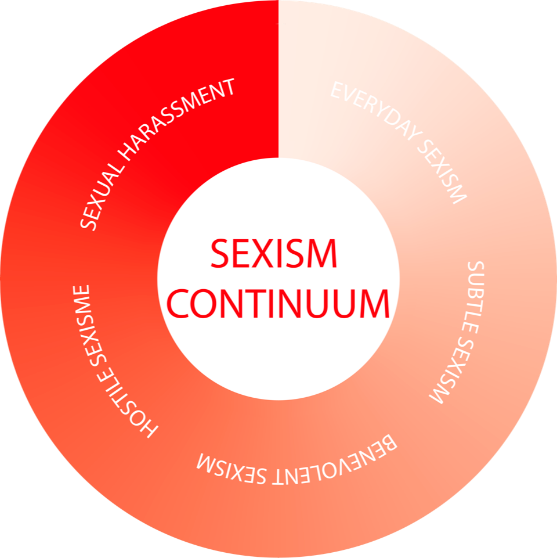 SEXISM
CONTINUUM
EVERYDAY SEXISM
SUBTLE SEXISM
BENEVOLENT SEXISM
HOSTILE SEXISME
SEXUAL HARASSMENT